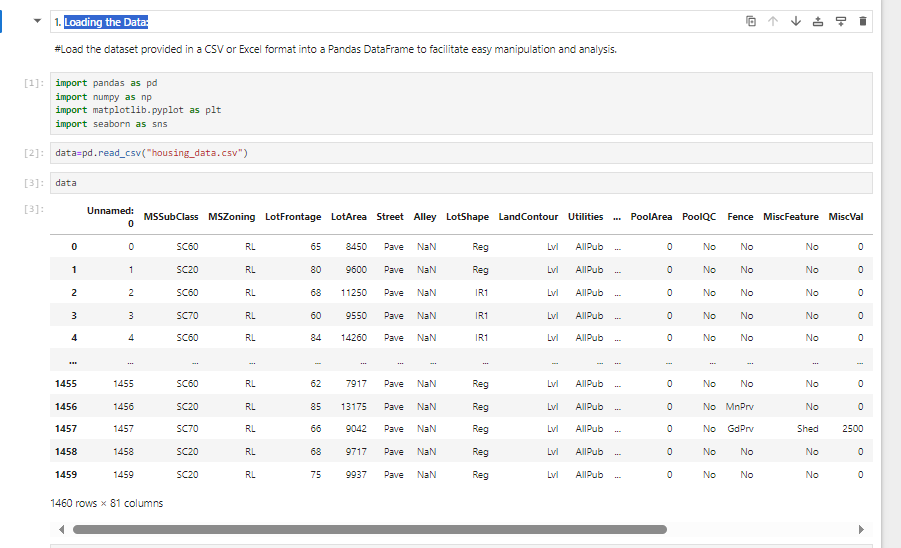 1. Loading the Data:
#Load the dataset provided in a CSV or Excel format into a Pandas DataFrame to facilitate easy manipulation and analysis.
[1]: import pandas as pd
import numpy as np
import matplotlib.pyplot as plt
import seaborn as sns
[2]: data=pd.read_csv("housing_data.csv")
[3]: data
[3]:
Unnamed: 0 MSSubClass MSZoning LotFrontage LotArea Street Alley LotShape LandContour Utilities ... PoolArea PoolQC Fence MiscFeature MiscVal
0 0 SC60 RL 65 8450 Pave NaN Reg Lvl AllPub ... 0 No No No 0
1 1 SC20 RL 80 9600 Pave NaN Reg Lvl AllPub ... 0 No No No 0
2 2 SC60 RL 68 11250 Pave NaN IR1 Lvl AllPub ... 0 No No No 0
3 3 SC70 RL 60 9550 Pave NaN IR1 Lvl AllPub ... 0 No No No 0
4 4 SC60 RL 84 14260 Pave NaN IR1 Lvl AllPub ... 0 No No No 0
... ... ... ... ... ... ... ... ... ... ... ... ... ... ... ... ...
1455 1455 SC60 RL 62 7917 Pave NaN Reg Lvl AllPub ... 0 No No No 0
1456 1456 SC20 RL 85 13175 Pave NaN Reg Lvl AllPub ... 0 No MnPrv No 0
1457 1457 SC70 RL 66 9042 Pave NaN Reg Lvl AllPub ... 0 No GdPrv Shed 2500
1458 1458 SC20 RL 68 9717 Pave NaN Reg Lvl AllPub ... 0 No No No 0
1459 1459 SC20 RL 75 9937 Pave NaN Reg Lvl AllPub ... 0 No No No 0
1460 rows × 81 columns